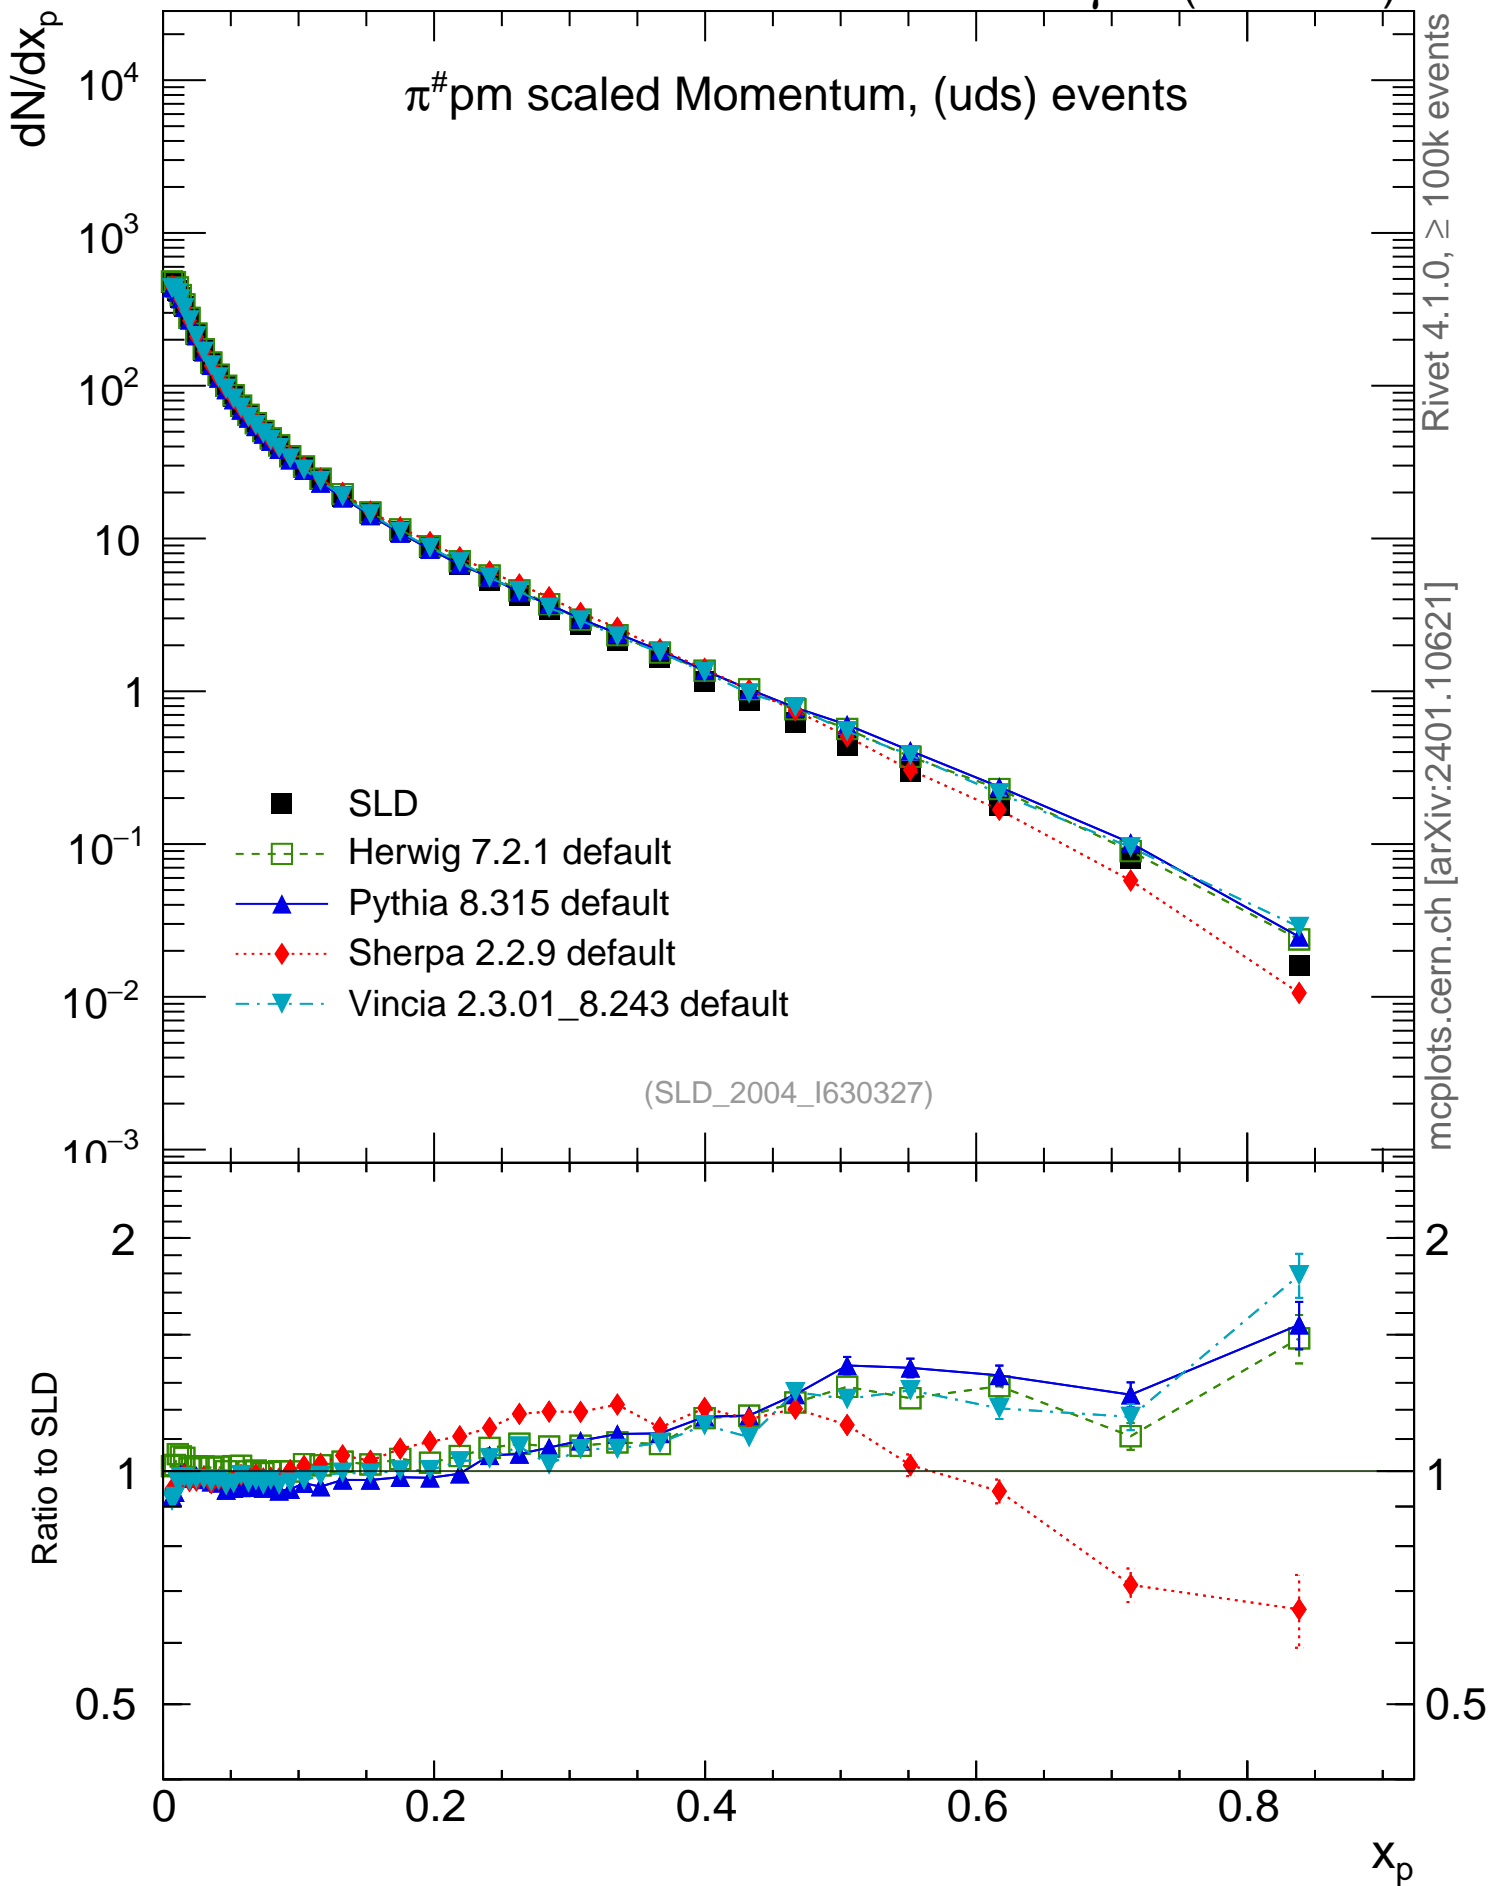 dN/dx_p
π^#pm scaled Momentum, (uds) events
10^4
10^3
10^2
10
1
10^−1
10^−2
10^−3
SLD
Herwig 7.2.1 default
Pythia 8.315 default
Sherpa 2.2.9 default
Vincia 2.3.01_8.243 default
(SLD_2004_I630327)
Rivet 4.1.0, ≥ 100k events
mcplots.cern.ch [arXiv:2401.10621]
Ratio to SLD
2
1
0.5
2
1
0.5
0 0.2 0.4 0.6 0.8
x_p